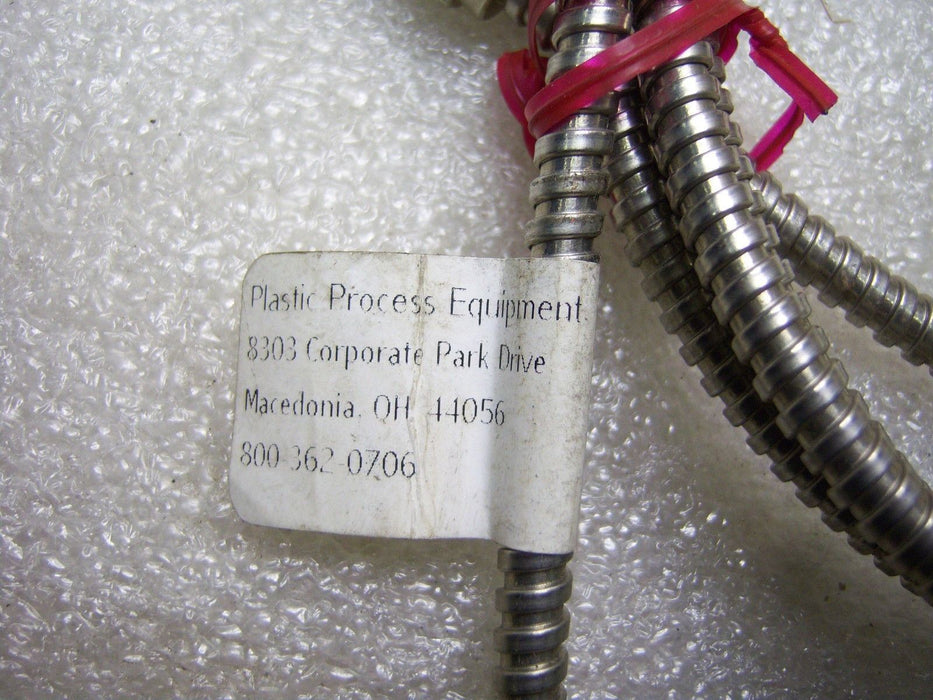 Plastic Process Equipment
8303 Corporate Park Drive
Macedonia, OH 44056
800-362-0706